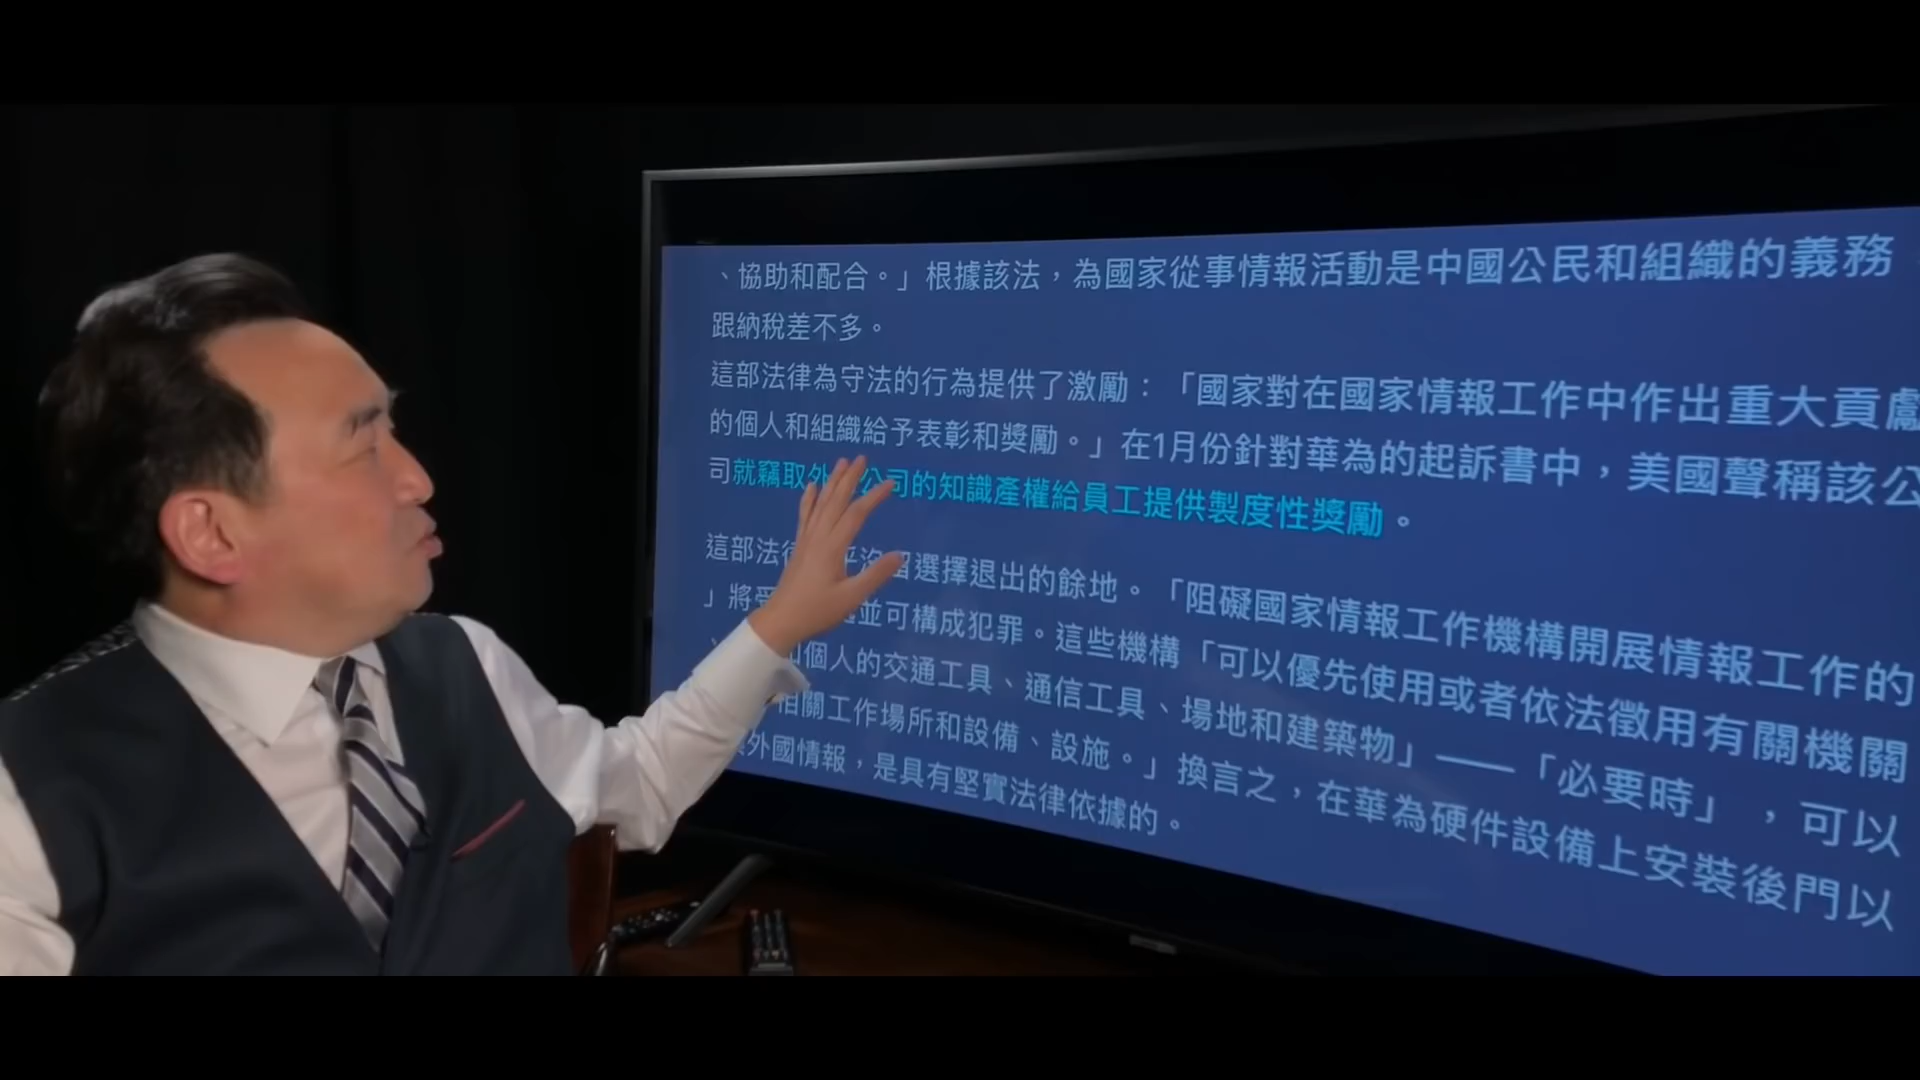 、協助和配合。」根據該法，為國家從事情報活動是中國公民和組織的義務
跟納稅差不多。
這部法律為守法的行為提供了激勵：「國家對在國家情報工作中作出重大貢獻
的個人和組織給予表彰和獎勵。」在1月份針對華為的起訴書中，美國聲稱該公
司就竊取外 公司的知識產權給員工提供製度性獎勵。
這部法律 乎沒留選擇退出的餘地。「阻礙國家情報工作機構開展情報工作的
」將受 並可構成犯罪。這些機構「可以優先使用或者依法徵用有關機關
和個人的交通工具、通信工具、場地和建築物」——「必要時」，可以
相關工作場所和設備、設施。」換言之，在華為硬件設備上安裝後門以
外國情報，是具有堅實法律依據的。